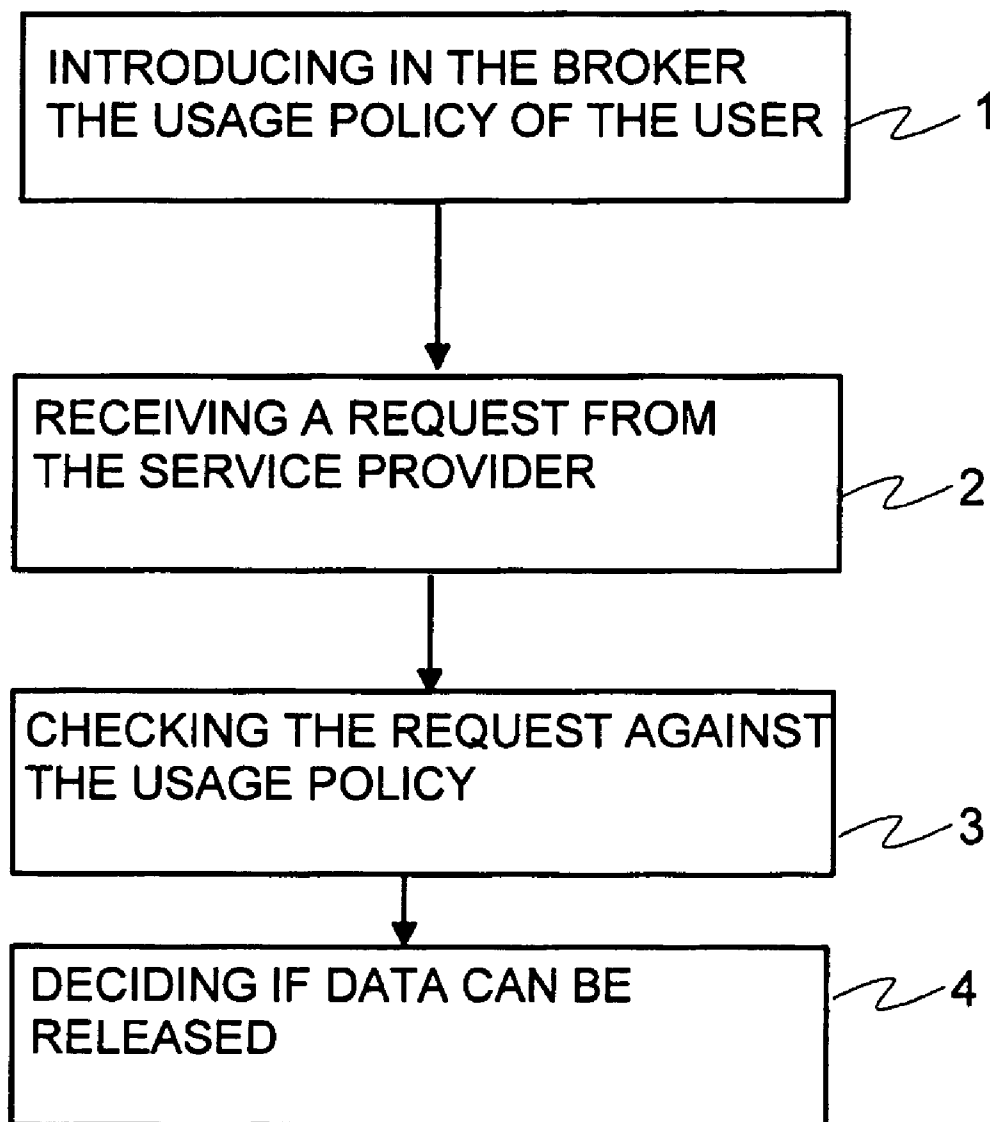 INTRODUCING IN THE BROKER
THE USAGE POLICY OF THE USER
1
RECEIVING A REQUEST FROM
THE SERVICE PROVIDER
2
CHECKING THE REQUEST AGAINST
THE USAGE POLICY
3
DECIDING IF DATA CAN BE
RELEASED
4